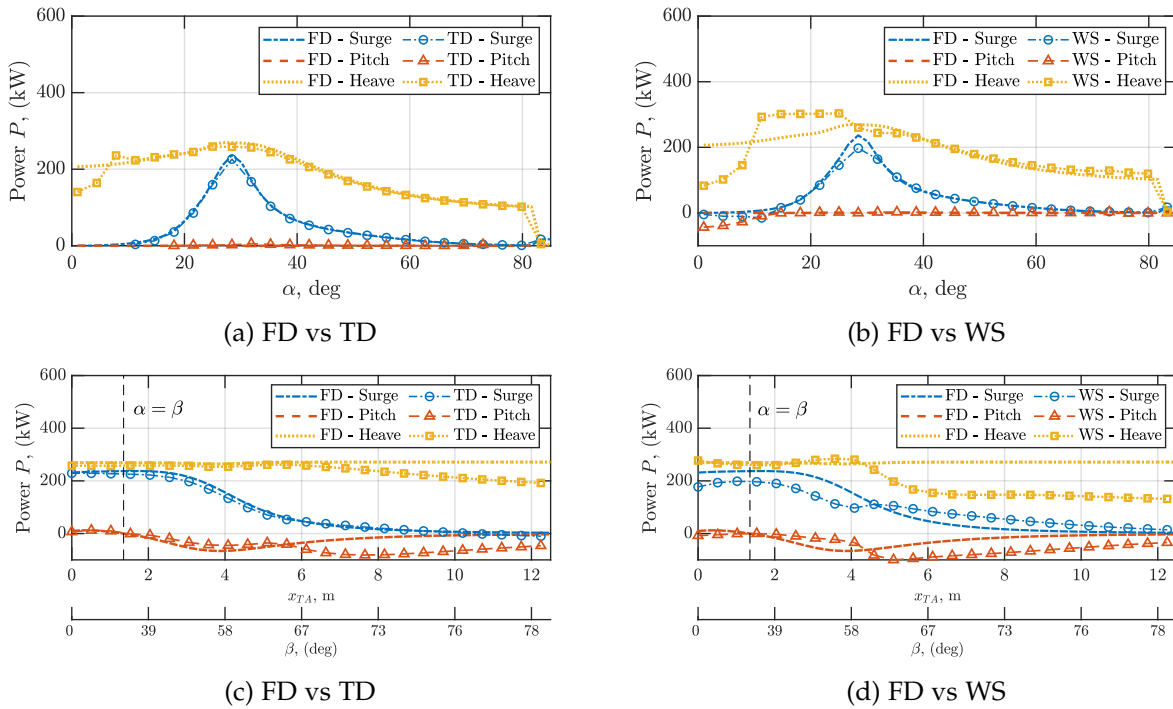 600
400
200
0
Power P, (kW)
FD - Surge
FD - Pitch
FD - Heave
TD - Surge
TD - Pitch
TD - Heave
0 20 40 60 80
α, deg
(a) FD vs TD
600
400
200
0
Power P, (kW)
FD - Surge
FD - Pitch
FD - Heave
WS - Surge
WS - Pitch
WS - Heave
0 20 40 60 80
α, deg
(b) FD vs WS
600
400
200
0
Power P, (kW)
α = β
FD - Surge
FD - Pitch
FD - Heave
TD - Surge
TD - Pitch
TD - Heave
0 2 4 6 8 10 12
x_TA, m
0 39 58 67 73 76 78
β, (deg)
(c) FD vs TD
600
400
200
0
Power P, (kW)
α = β
FD - Surge
FD - Pitch
FD - Heave
WS - Surge
WS - Pitch
WS - Heave
0 2 4 6 8 10 12
x_TA, m
0 39 58 67 73 76 78
β, (deg)
(d) FD vs WS